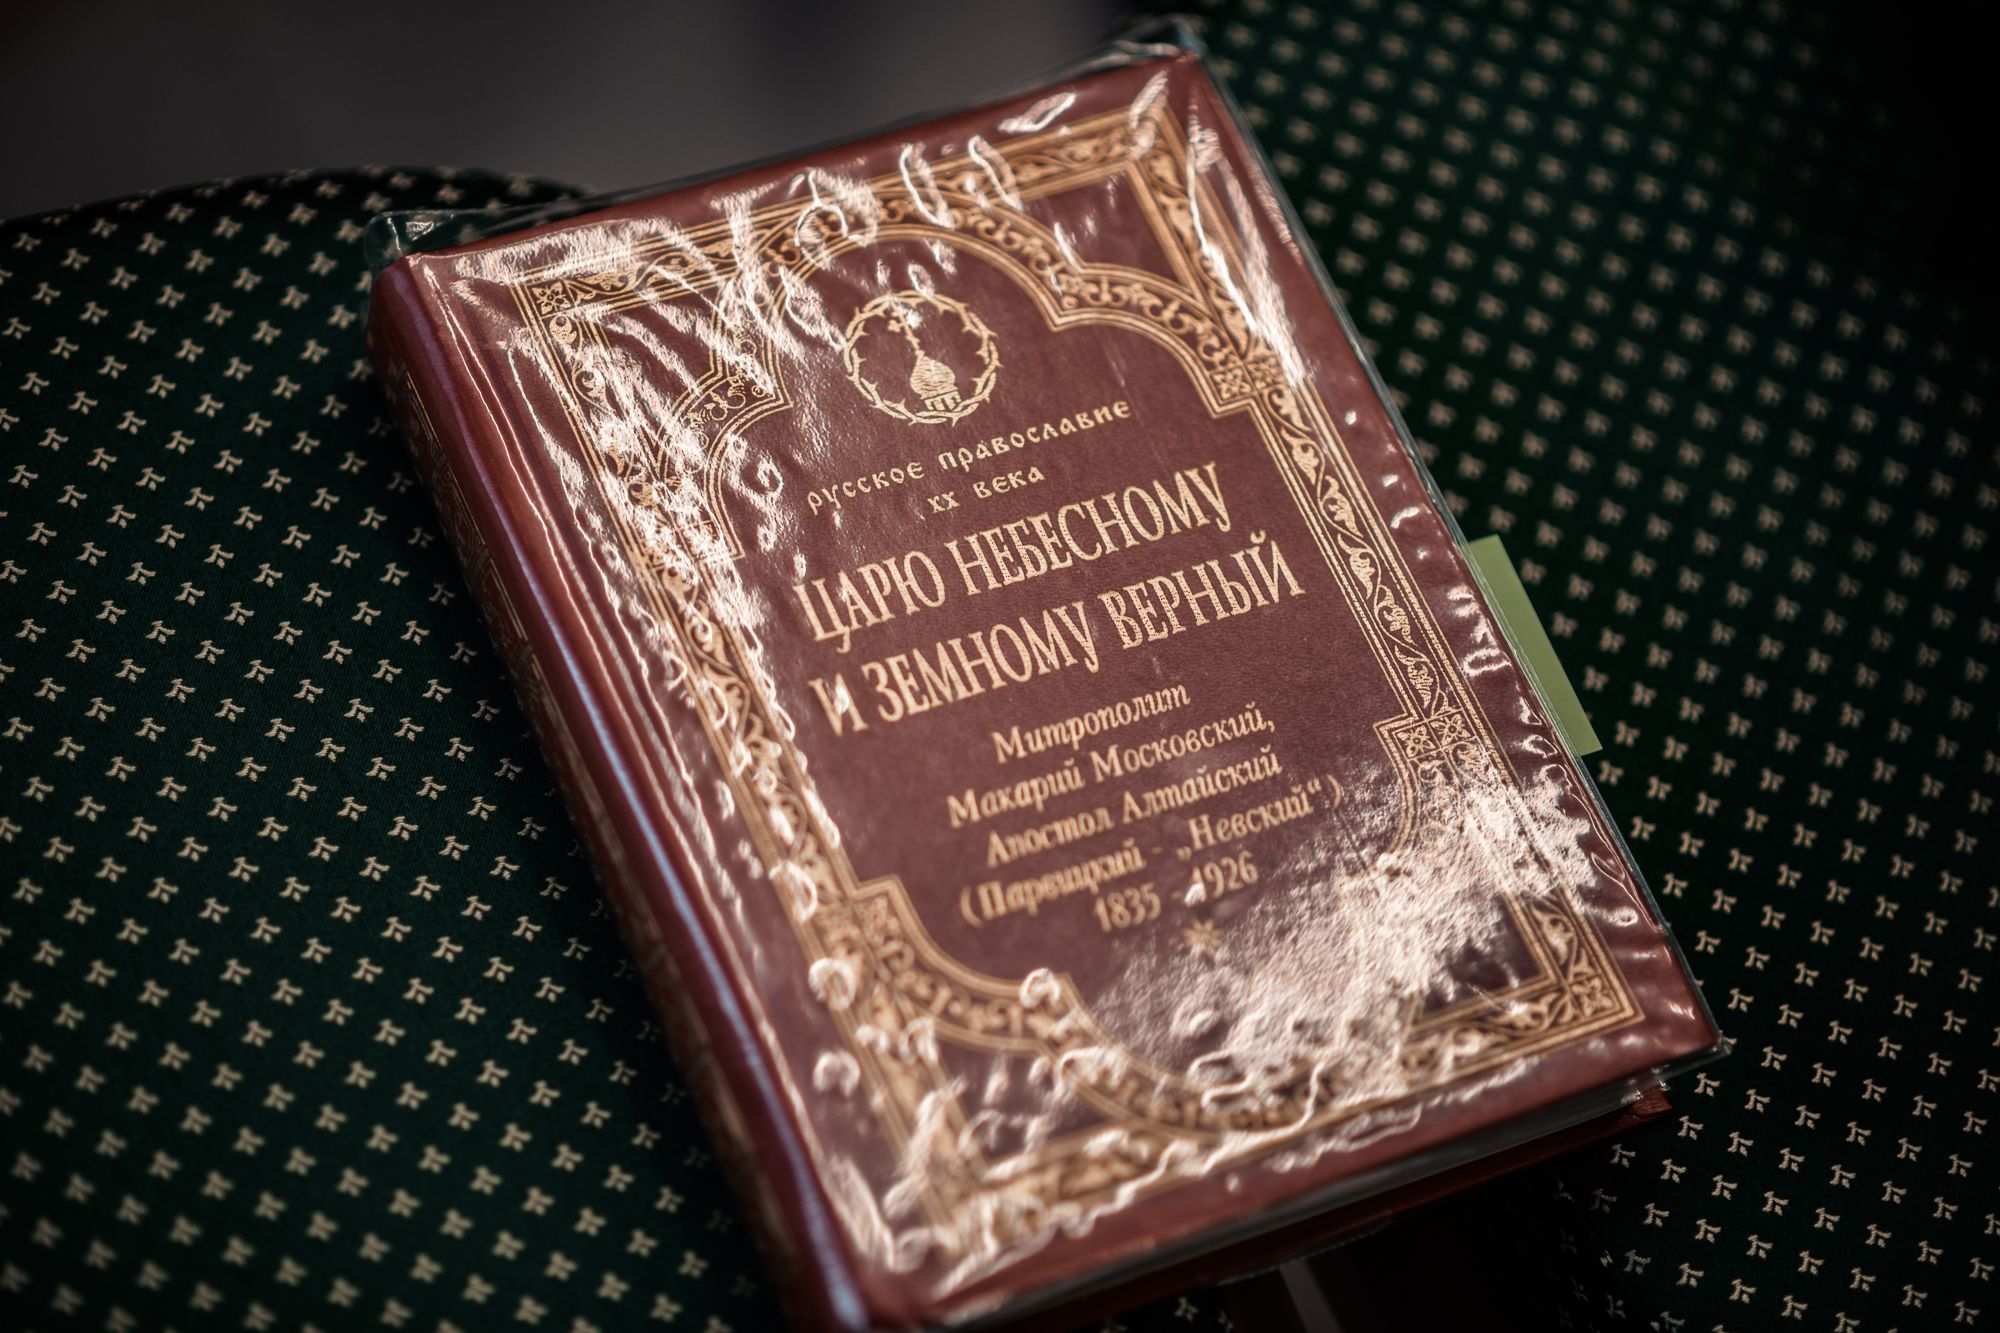 русское православие
XX века
ЦАРЮ НЕБЕСНОМУ
И ЗЕМНОМУ ВЕРНЫЙ
Митрополит
Макарий Московский,
Апостол Алтайский
(Парвицкий - „Невский“)
1835 - 1926